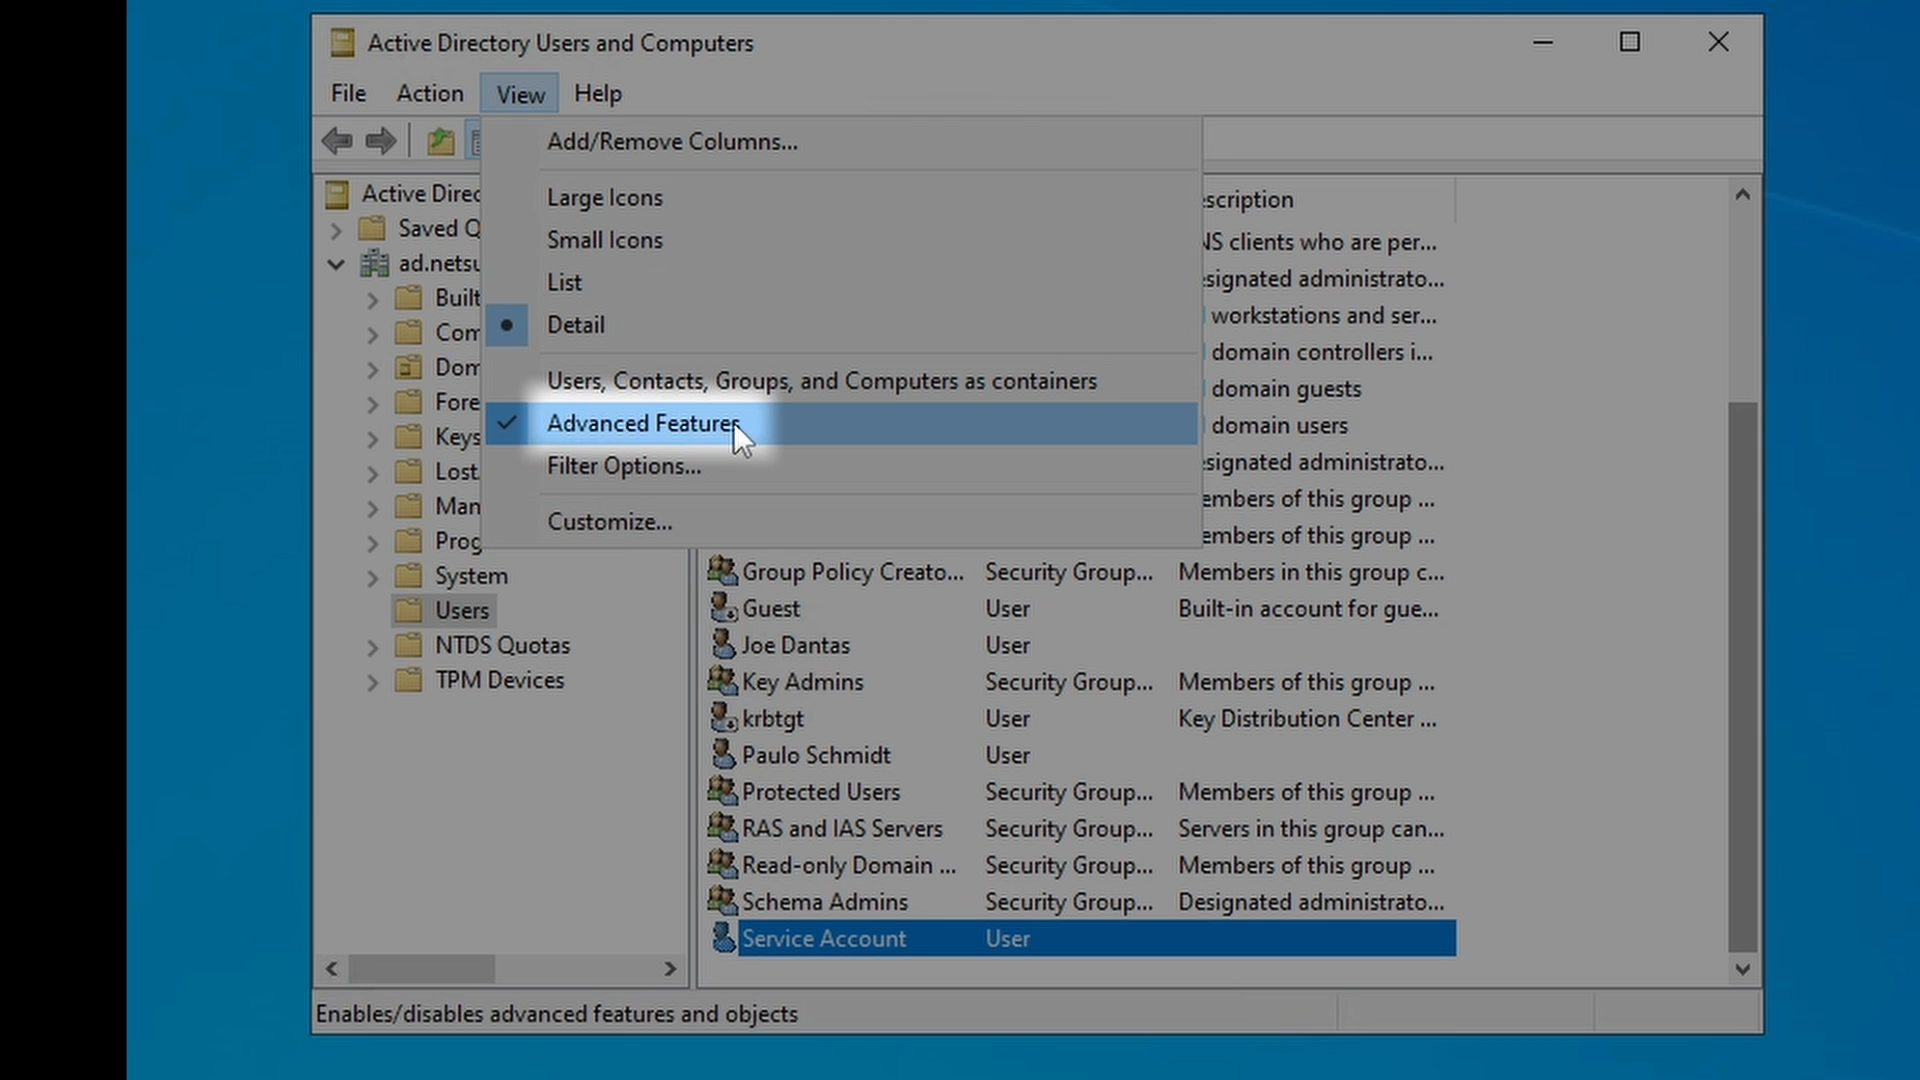 Active Directory Users and Computers
File Action View Help
Add/Remove Columns...
Large Icons
Small Icons
List
Detail
Users, Contacts, Groups, and Computers as containers
Advanced Features
Filter Options...
Customize...
Active Direc
Saved Q
ad.netsu
Built
Com
Dom
Fore
Keys
Lost
Man
Prog
System
Users
NTDS Quotas
TPM Devices
escription
NS clients who are per...
esignated administrato...
workstations and ser...
domain controllers i...
domain guests
domain users
esignated administrato...
embers of this group ...
embers of this group ...
Group Policy Creato... Security Group... Members in this group c...
Guest User Built-in account for gue...
Joe Dantas User
Key Admins Security Group... Members of this group ...
krbtgt User Key Distribution Center ...
Paulo Schmidt User
Protected Users Security Group... Members of this group ...
RAS and IAS Servers Security Group... Servers in this group can...
Read-only Domain ... Security Group... Members of this group ...
Schema Admins Security Group... Designated administrato...
Service Account User
Enables/disables advanced features and objects